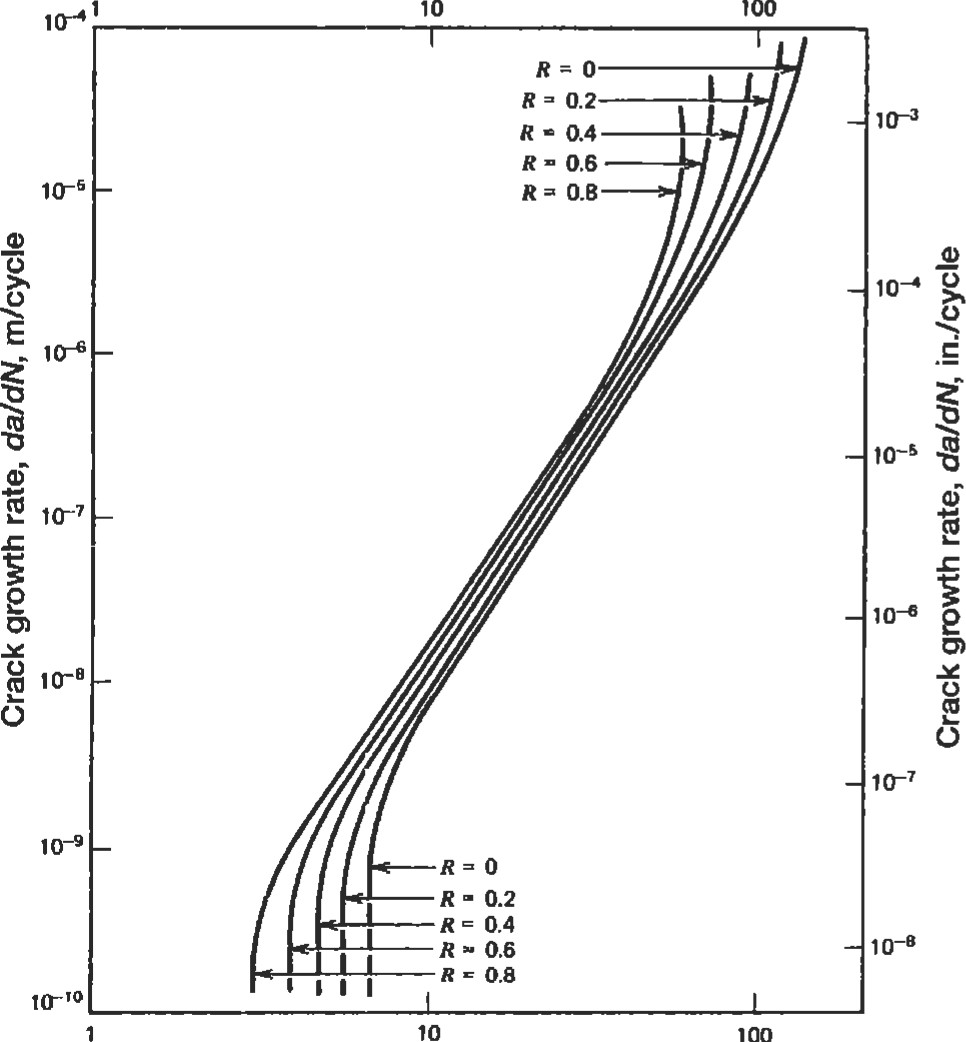 1 10 100
10⁻⁴
R = 0
R = 0.2
R = 0.4
R = 0.6
R = 0.8
10⁻³
10⁻⁵
10⁻⁴
10⁻⁶
10⁻⁵
10⁻⁷
10⁻⁶
10⁻⁸
10⁻⁷
10⁻⁹
R = 0
R = 0.2
R = 0.4
R = 0.6
R = 0.8
10⁻⁸
10⁻¹⁰
1 10 100
Crack growth rate, da/dN, m/cycle
Crack growth rate, da/dN, in./cycle